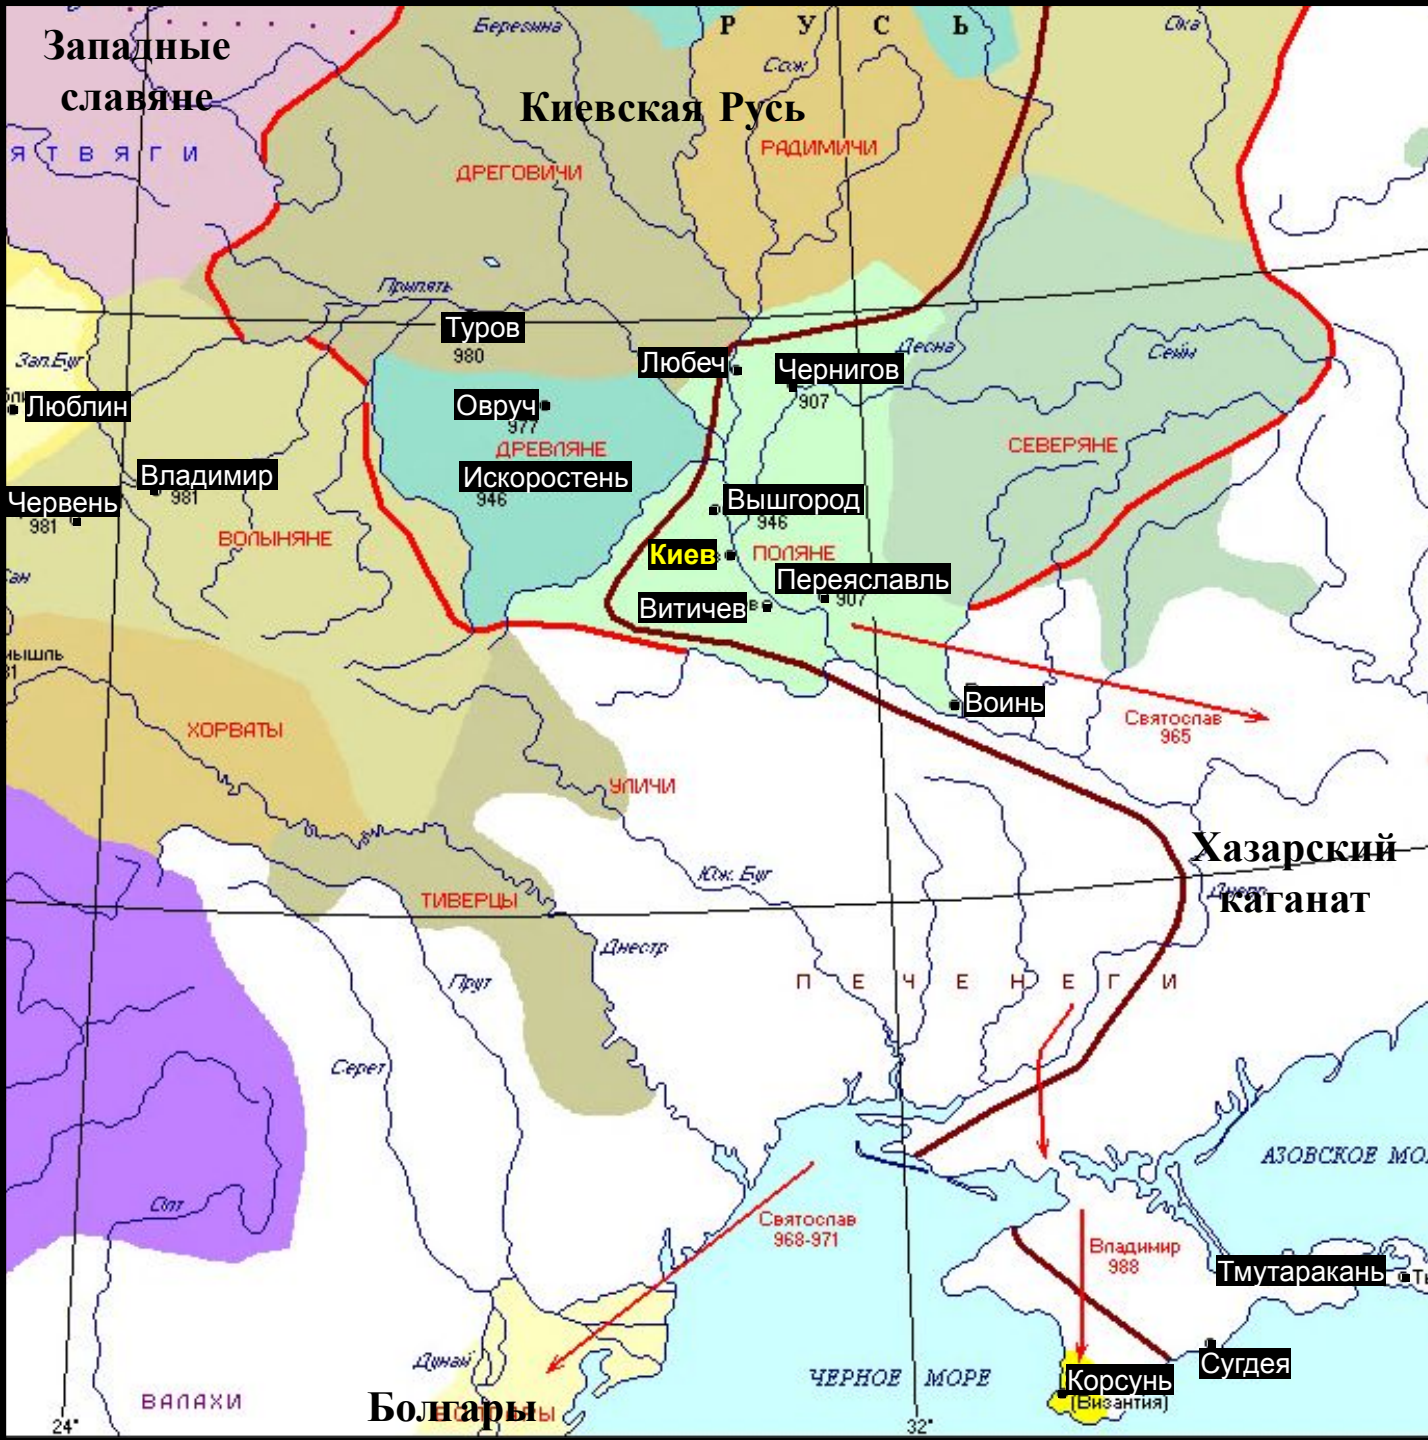 Западные
славяне
Березина
Р У С Ь
Ока
Сож
Киевская Русь
РАДИМИЧИ
ЯТВЯГИ
ДРЕГОВИЧИ
Припять
Туров
980
Зап.Буг
Любеч
Чернигов
907
Десна
Сейм
Люблин
Овруч
977
ДРЕВЛЯНЕ
СЕВЕРЯНЕ
Владимир
981
Искоростень
946
Червень
981
Вышгород
946
ВОЛЫНЯНЕ
Киев
ПОЛЯНЕ
Переяславль
907
Витичев
Воинь
Святослав
965
ХОРВАТЫ
УЛИЧИ
Хазарский
каганат
Днепр
Юж. Буг
ТИВЕРЦЫ
Днестр
Прут
ПЕЧЕНЕГИ
Серет
АЗОВСКОЕ
Олт
Святослав
968-971
Владимир
988
Тмутаракань
Дунай
Сугдея
ЧЕРНОЕ МОРЕ
Корсунь
(Византия)
ВАЛАХИ
Болгары
24°
32°